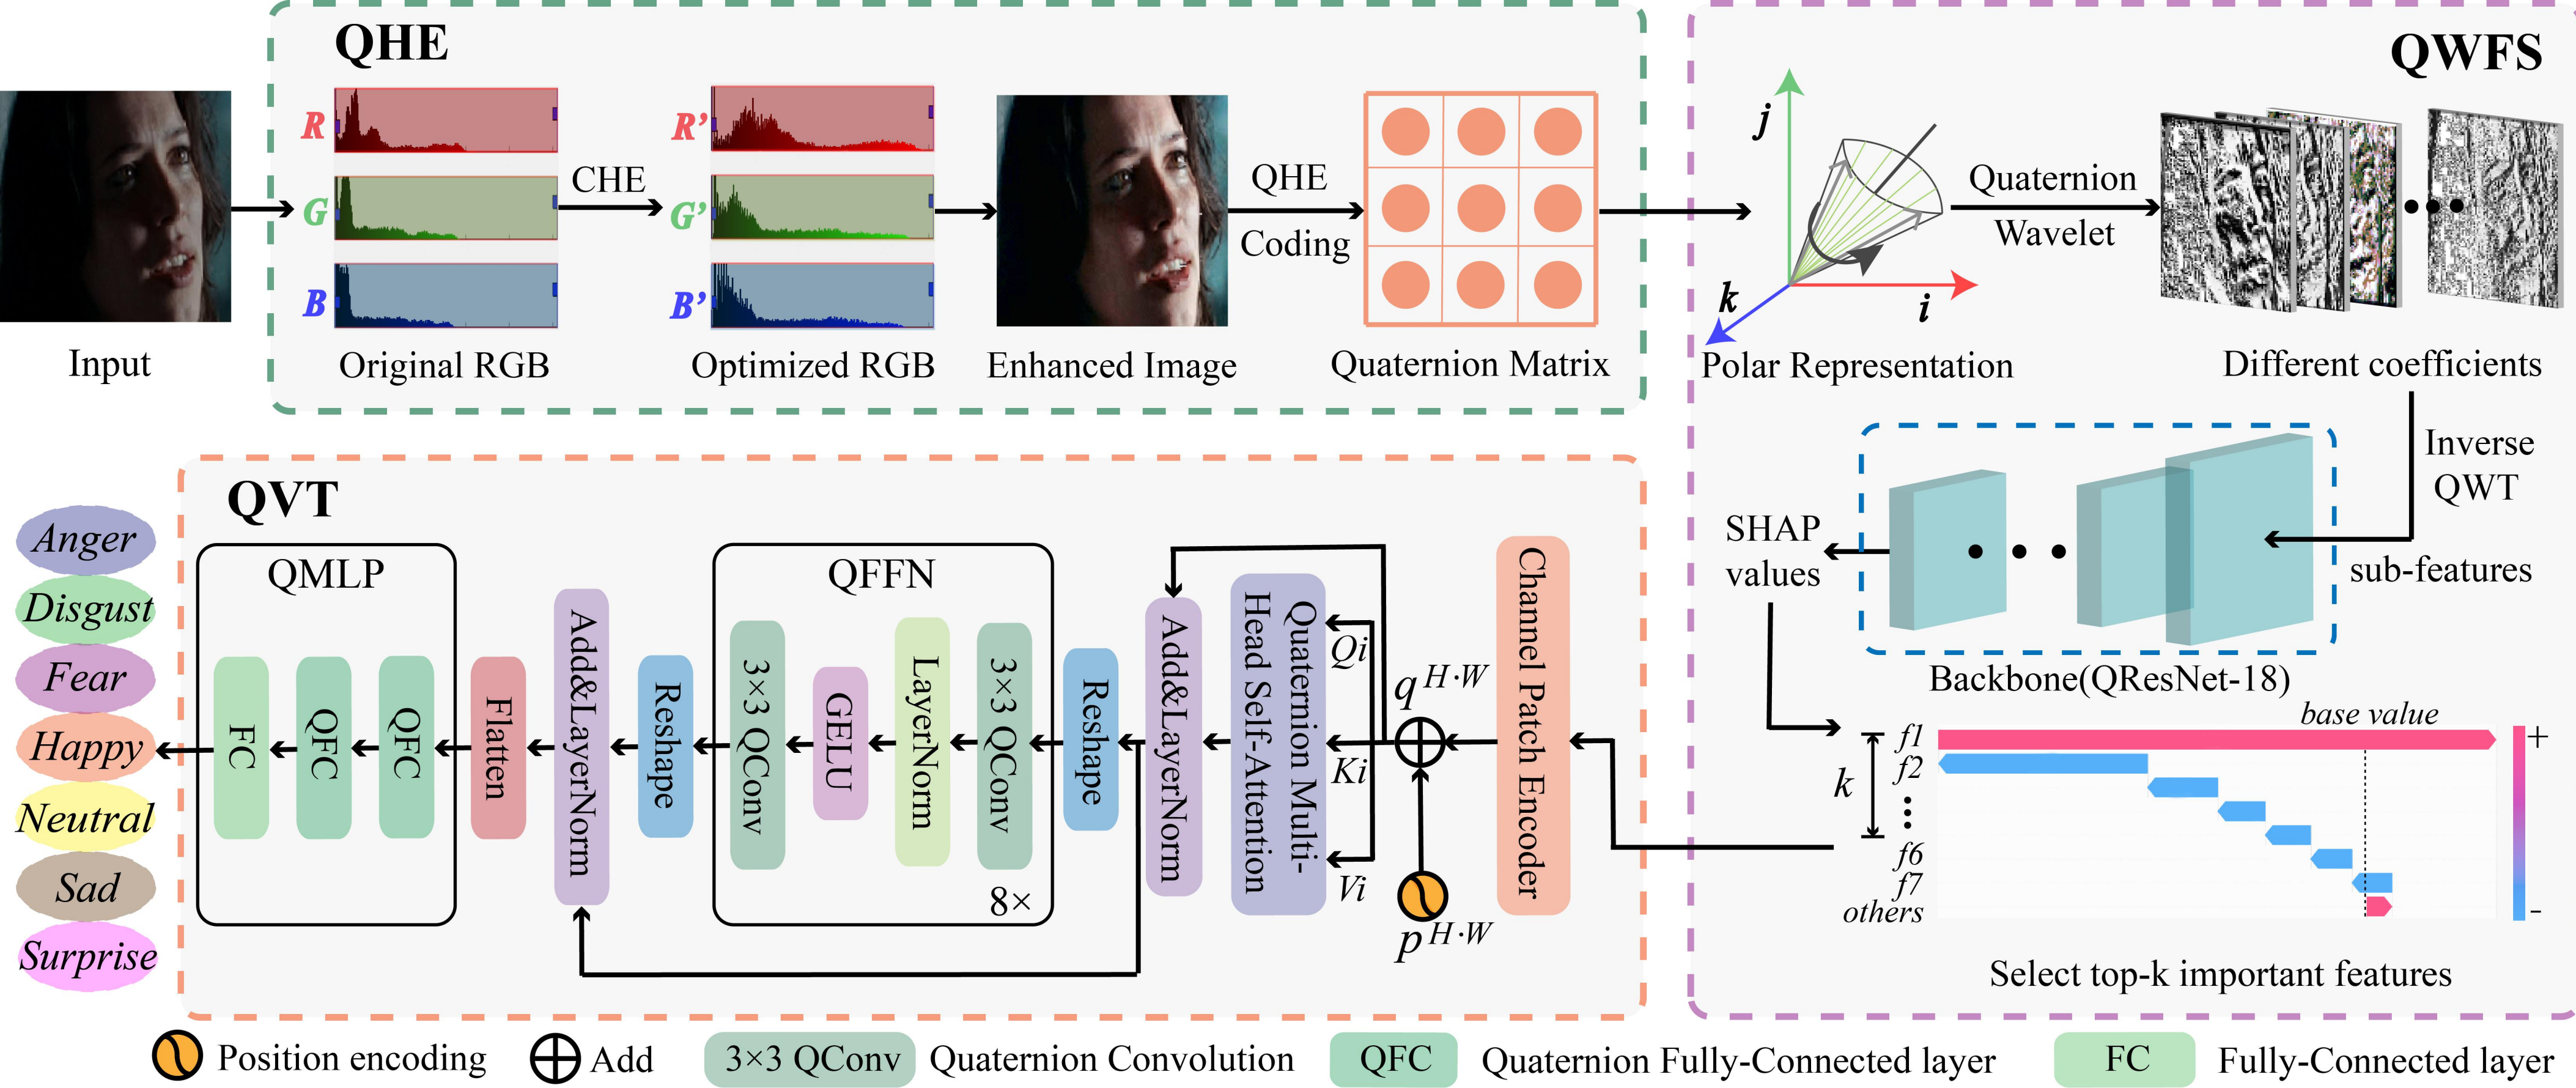 QHE
R
G
B
CHE
R’
G’
B’
QHE
Coding
Input
Original RGB
Optimized RGB
Enhanced Image
Quaternion Matrix
QWFS
j
k
i
Quaternion
Wavelet
Polar Representation
Different coefficients
Inverse
QWT
sub-features
SHAP
values
Backbone(QResNet-18)
base value
f1
f2
k
f6
f7
others
+
-
Select top-k important features
QVT
Anger
Disgust
Fear
Happy
Neutral
Sad
Surprise
QMLP
FC
QFC
QFC
Flatten
Add&LayerNorm
Reshape
QFFN
3×3 QConv
GELU
LayerNorm
3×3 QConv
8×
Reshape
Add&LayerNorm
Quaternion Multi-
Head Self-Attention
Qi
Ki
Vi
q H·W
p H·W
Channel Patch Encoder
Position encoding
Add
3×3 QConv
Quaternion Convolution
QFC
Quaternion Fully-Connected layer
FC
Fully-Connected layer